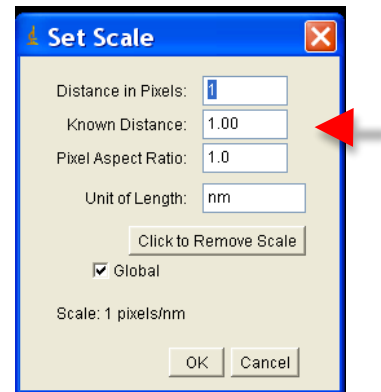 Set Scale
Distance in Pixels: 1
Known Distance: 1.00
Pixel Aspect Ratio: 1.0
Unit of Length: nm
Click to Remove Scale
Global
Scale: 1 pixels/nm
OK Cancel